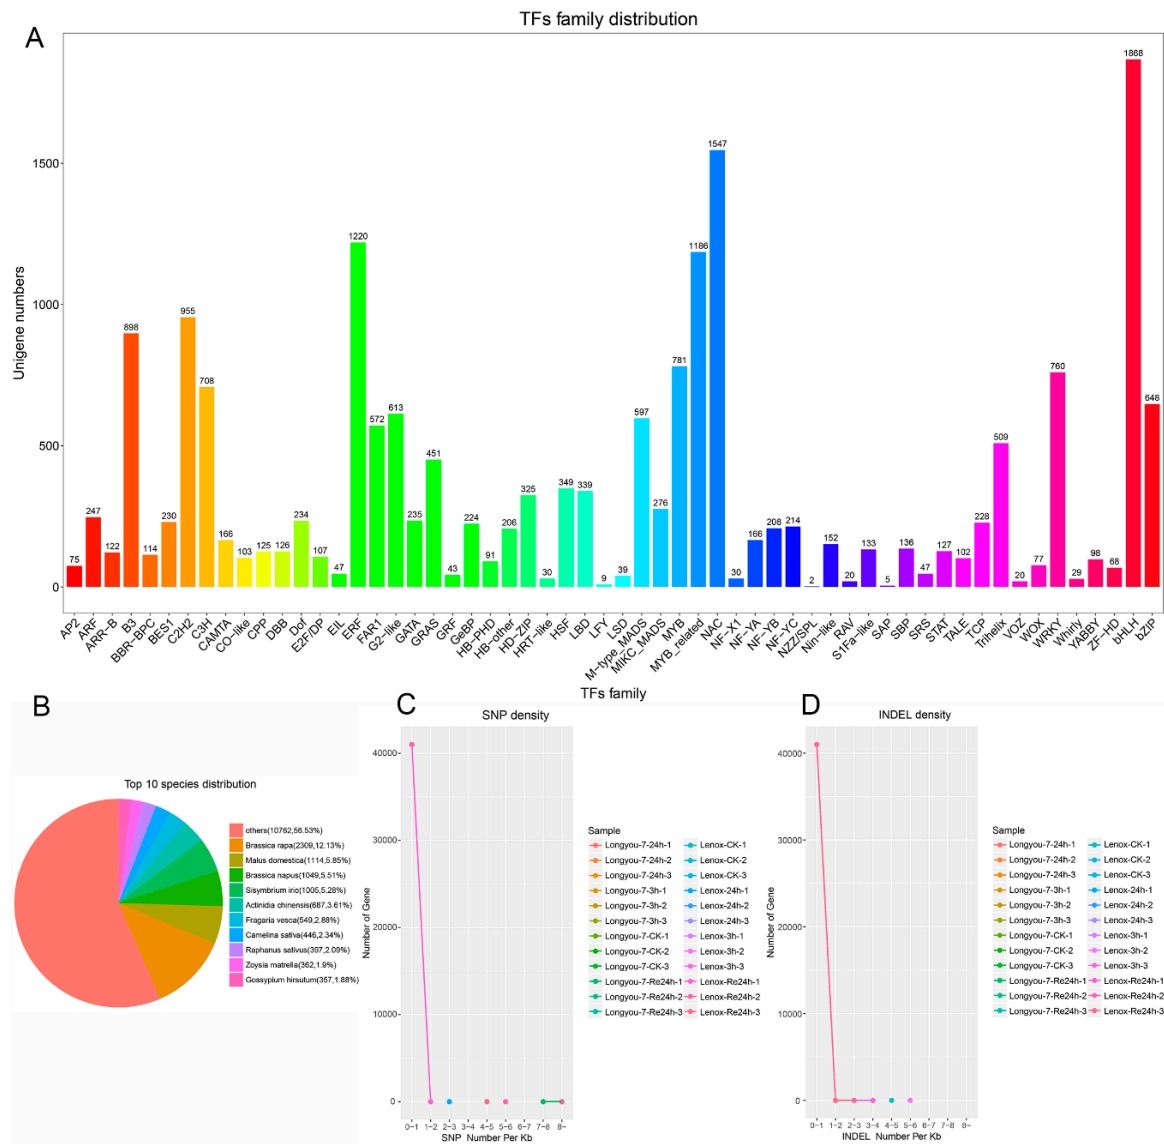 TFs family distribution
A
Unigene numbers
1500
1000
500
0
75
247
122
898
114
230
955
708
166
103
125
126
234
107
47
1220
572
613
235
451
43
224
91
206
325
30
349
339
9
39
597
276
781
1186
1547
30
166
208
214
2
152
20
133
5
136
47
127
102
228
509
20
77
760
29
98
68
1868
648
AP2
ARF
ARR-B
B3
BBR-BPC
BES1
C2H2
C3H
CAMTA
CO-like
CPP
DBB
Dof
E2F/DP
EIL
ERF
FAR1
G2-like
GATA
GRAS
GRF
GeBP
HB-PHD
HB-other
HD-ZIP
HRT-like
HSF
LBD
LFY
LSD
M-type_MADS
MIKC_MADS
MYB
MYB_related
NAC
NF-X1
NF-YA
NF-YB
NF-YC
NZZ/SPL
Nin-like
RAV
S1Fa-like
SAP
SBP
SRS
STAT
TALE
TCP
Trihelix
VOZ
WOX
WRKY
Whirly
YABBY
ZF-HD
bHLH
bZIP
TFs family
B
Top 10 species distribution
others(10762,56.53%)
Brassica rapa(2309,12.13%)
Malus domestica(1114,5.85%)
Brassica napus(1049,5.51%)
Sisymbrium irio(1005,5.28%)
Actinidia chinensis(687,3.61%)
Fragaria vesca(549,2.88%)
Camelina sativa(446,2.34%)
Raphanus sativus(397,2.09%)
Zoysia matrella(362,1.9%)
Gossypium hirsutum(357,1.88%)
C
SNP density
Number of Gene
40000
30000
20000
10000
0
0-1 1-2 2-3 3-4 4-5 5-6 6-7 7-8 8-
SNP Number Per Kb
Sample
Longyou-7-24h-1 Lenox-CK-1
Longyou-7-24h-2 Lenox-CK-2
Longyou-7-24h-3 Lenox-CK-3
Longyou-7-3h-1 Lenox-24h-1
Longyou-7-3h-2 Lenox-24h-2
Longyou-7-3h-3 Lenox-24h-3
Longyou-7-CK-1 Lenox-3h-1
Longyou-7-CK-2 Lenox-3h-2
Longyou-7-CK-3 Lenox-3h-3
Longyou-7-Re24h-1 Lenox-Re24h-1
Longyou-7-Re24h-2 Lenox-Re24h-2
Longyou-7-Re24h-3 Lenox-Re24h-3
D
INDEL density
Number of Gene
40000
30000
20000
10000
0
0-1 1-2 2-3 3-4 4-5 5-6 6-7 7-8 8-
INDEL Number Per Kb
Sample
Longyou-7-24h-1 Lenox-CK-1
Longyou-7-24h-2 Lenox-CK-2
Longyou-7-24h-3 Lenox-CK-3
Longyou-7-3h-1 Lenox-24h-1
Longyou-7-3h-2 Lenox-24h-2
Longyou-7-3h-3 Lenox-24h-3
Longyou-7-CK-1 Lenox-3h-1
Longyou-7-CK-2 Lenox-3h-2
Longyou-7-CK-3 Lenox-3h-3
Longyou-7-Re24h-1 Lenox-Re24h-1
Longyou-7-Re24h-2 Lenox-Re24h-2
Longyou-7-Re24h-3 Lenox-Re24h-3